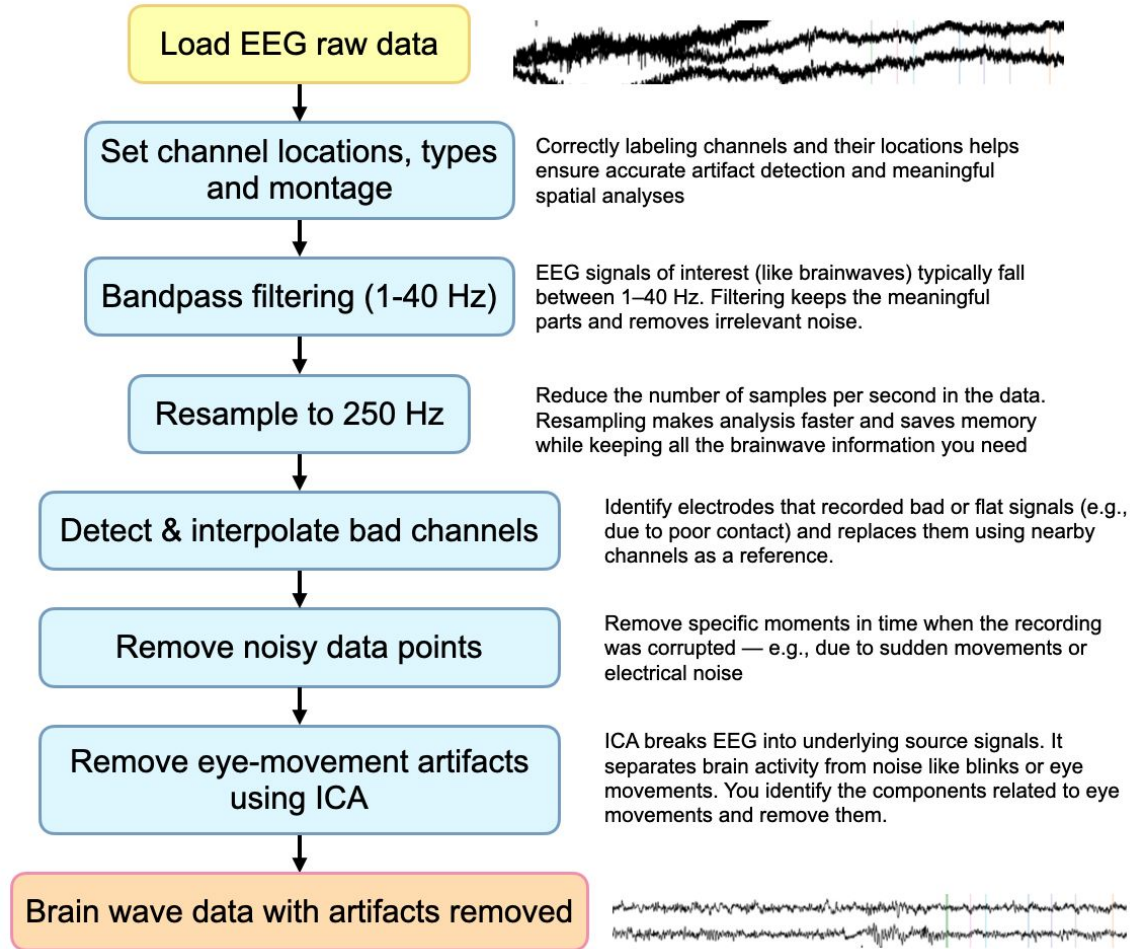 Load EEG raw data
Set channel locations, types
and montage
Correctly labeling channels and their locations helps
ensure accurate artifact detection and meaningful
spatial analyses
Bandpass filtering (1-40 Hz)
EEG signals of interest (like brainwaves) typically fall
between 1–40 Hz. Filtering keeps the meaningful
parts and removes irrelevant noise.
Resample to 250 Hz
Reduce the number of samples per second in the data.
Resampling makes analysis faster and saves memory
while keeping all the brainwave information you need
Detect & interpolate bad channels
Identify electrodes that recorded bad or flat signals (e.g.,
due to poor contact) and replaces them using nearby
channels as a reference.
Remove noisy data points
Remove specific moments in time when the recording
was corrupted — e.g., due to sudden movements or
electrical noise
Remove eye-movement artifacts
using ICA
ICA breaks EEG into underlying source signals. It
separates brain activity from noise like blinks or eye
movements. You identify the components related to eye
movements and remove them.
Brain wave data with artifacts removed